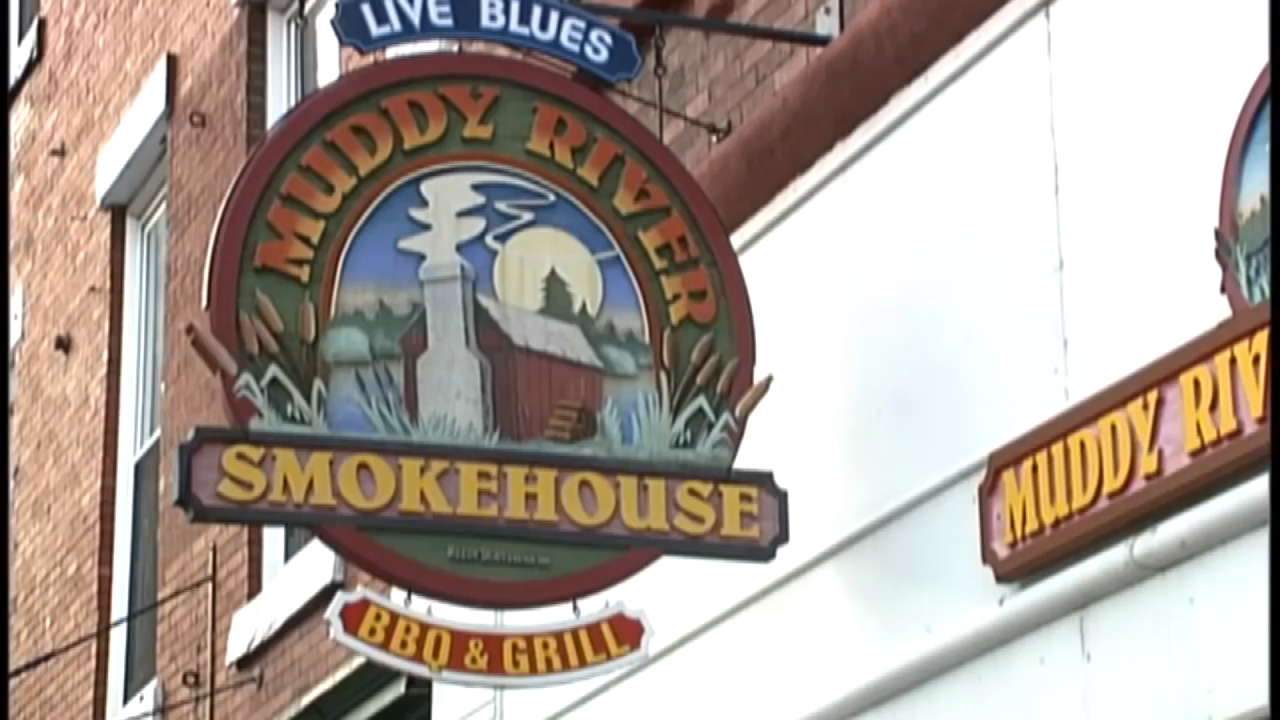 LIVE BLUES
MUDDY RIVER
SMOKEHOUSE
BBQ & GRILL
MUDDY RIV